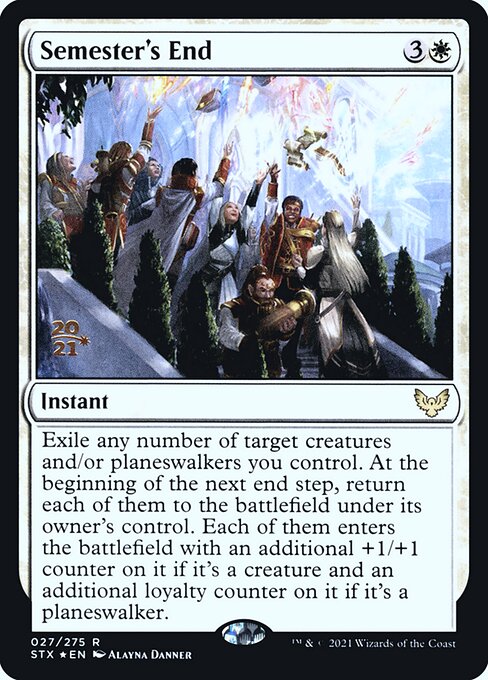 Semester's End 3
20
21
Instant
Exile any number of target creatures
and/or planeswalkers you control. At the
beginning of the next end step, return
each of them to the battlefield under its
owner's control. Each of them enters
the battlefield with an additional +1/+1
counter on it if it's a creature and an
additional loyalty counter on it if it's a
planeswalker.
027/275 R
STX ★ EN Alayna Danner
™ & © 2021 Wizards of the Coast